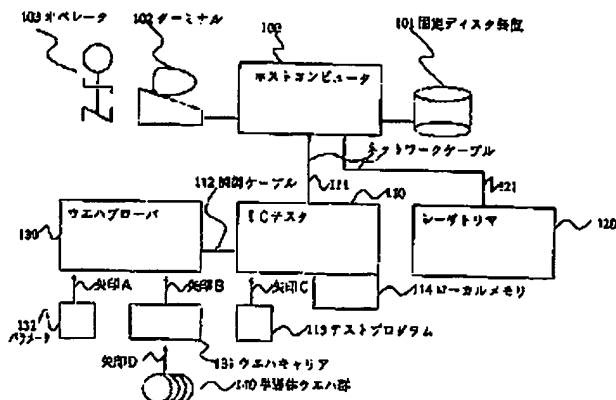 103 オペレータ
102 ターミナル
100
101 固定ディスク装置
ホストコンピュータ
ネットワークケーブル
112 制御ケーブル
111
110
121
130
ウエハプローバ
ICテスタ
レーザトリマ
120
矢印A
矢印B
矢印C
114 ローカルメモリ
132
パラメータ
113 テストプログラム
131 ウエハキャリア
矢印D
140 半導体ウエハ群